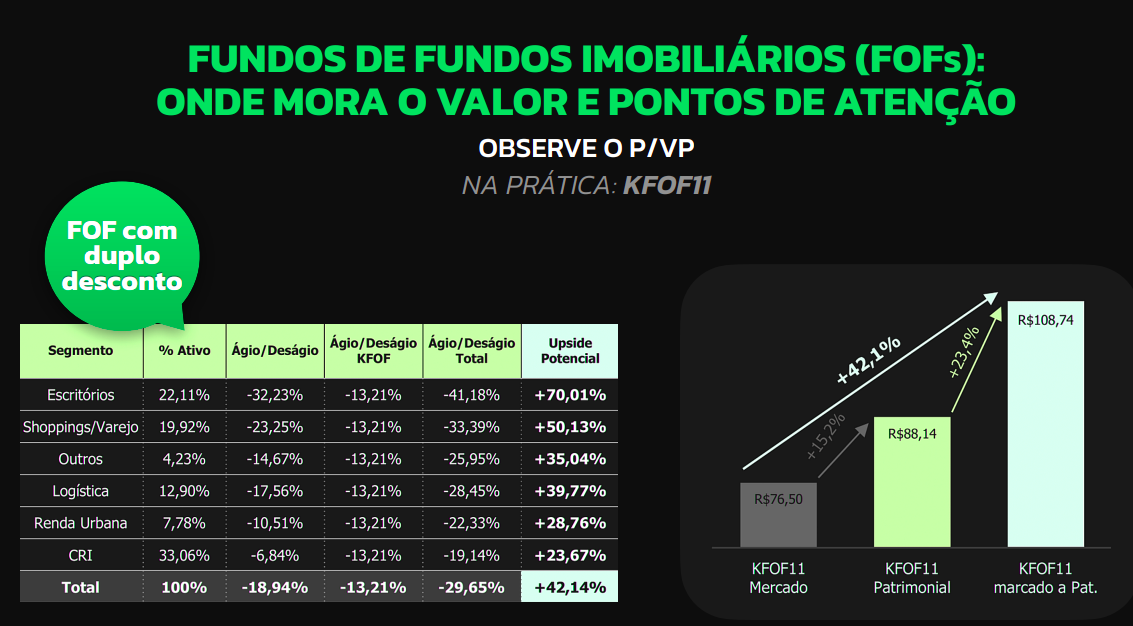 FUNDOS DE FUNDOS IMOBILIÁRIOS (FOFs):
ONDE MORA O VALOR E PONTOS DE ATENÇÃO
OBSERVE O P/VP
NA PRÁTICA: KFOF11
FOF com
duplo
desconto
Segmento % Ativo Ágio/Deságio Ágio/Deságio KFOF Ágio/Deságio Total Upside Potencial
Escritórios 22,11% -32,23% -13,21% -41,18% +70,01%
Shoppings/Varejo 19,92% -23,25% -13,21% -33,39% +50,13%
Outros 4,23% -14,67% -13,21% -25,95% +35,04%
Logística 12,90% -17,56% -13,21% -28,45% +39,77%
Renda Urbana 7,78% -10,51% -13,21% -22,33% +28,76%
CRI 33,06% -6,84% -13,21% -19,14% +23,67%
Total 100% -18,94% -13,21% -29,65% +42,14%
+42,1%
+15,2%
+23,4%
R$76,50
R$88,14
R$108,74
KFOF11
Mercado
KFOF11
Patrimonial
KFOF11
marcado a Pat.